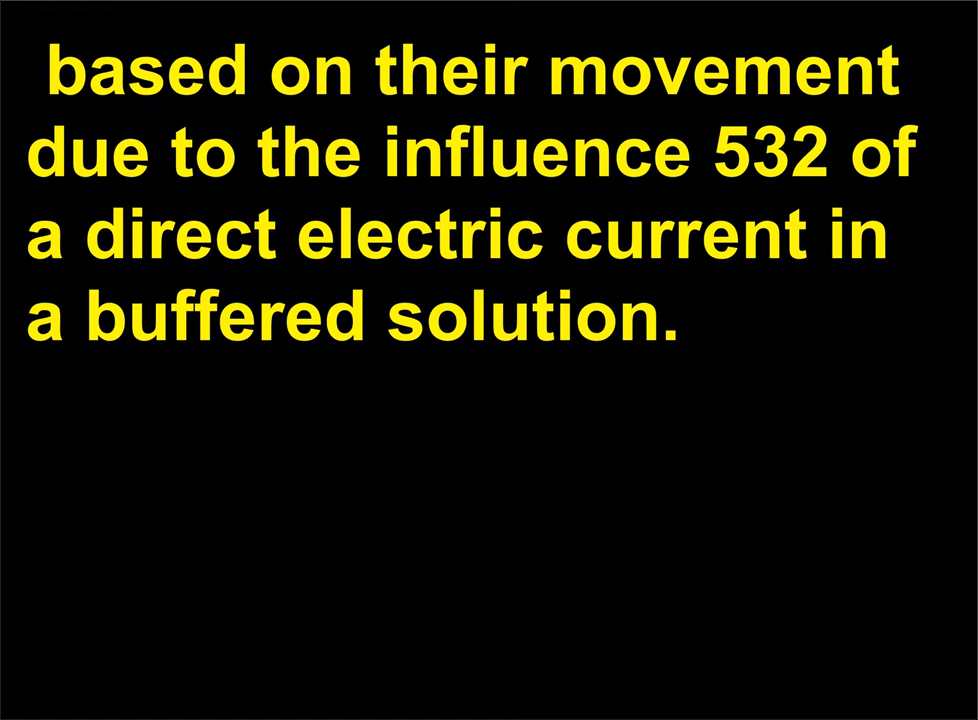 based on their movement
due to the influence 532 of
a direct electric current in
a buffered solution.